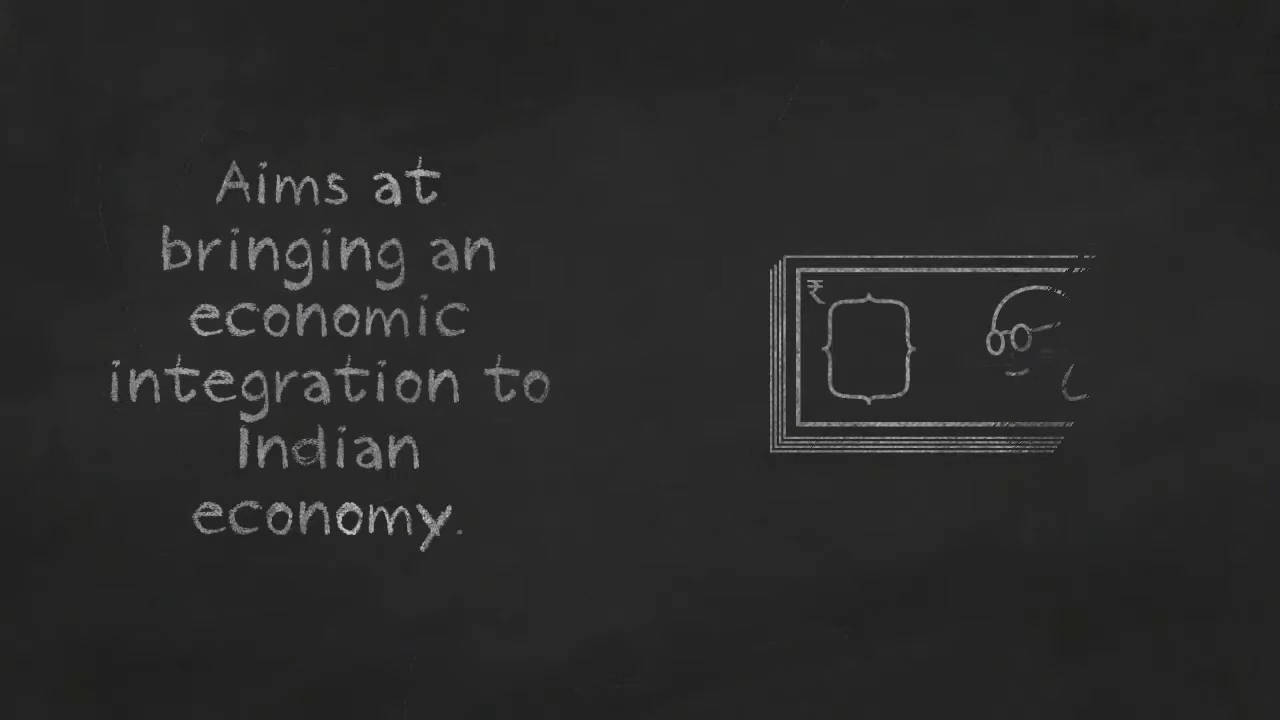 Aims at
bringing an
economic
integration to
Indian
economy.
₹